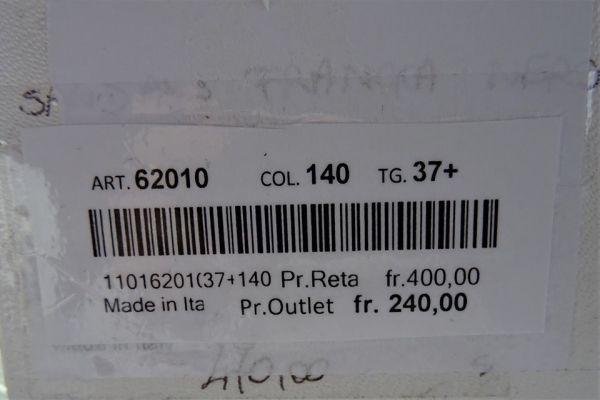 ART. 62010 COL. 140 TG. 37+
11016201(37+140 Pr.Reta fr.400,00
Made in Ita Pr.Outlet fr. 240,00